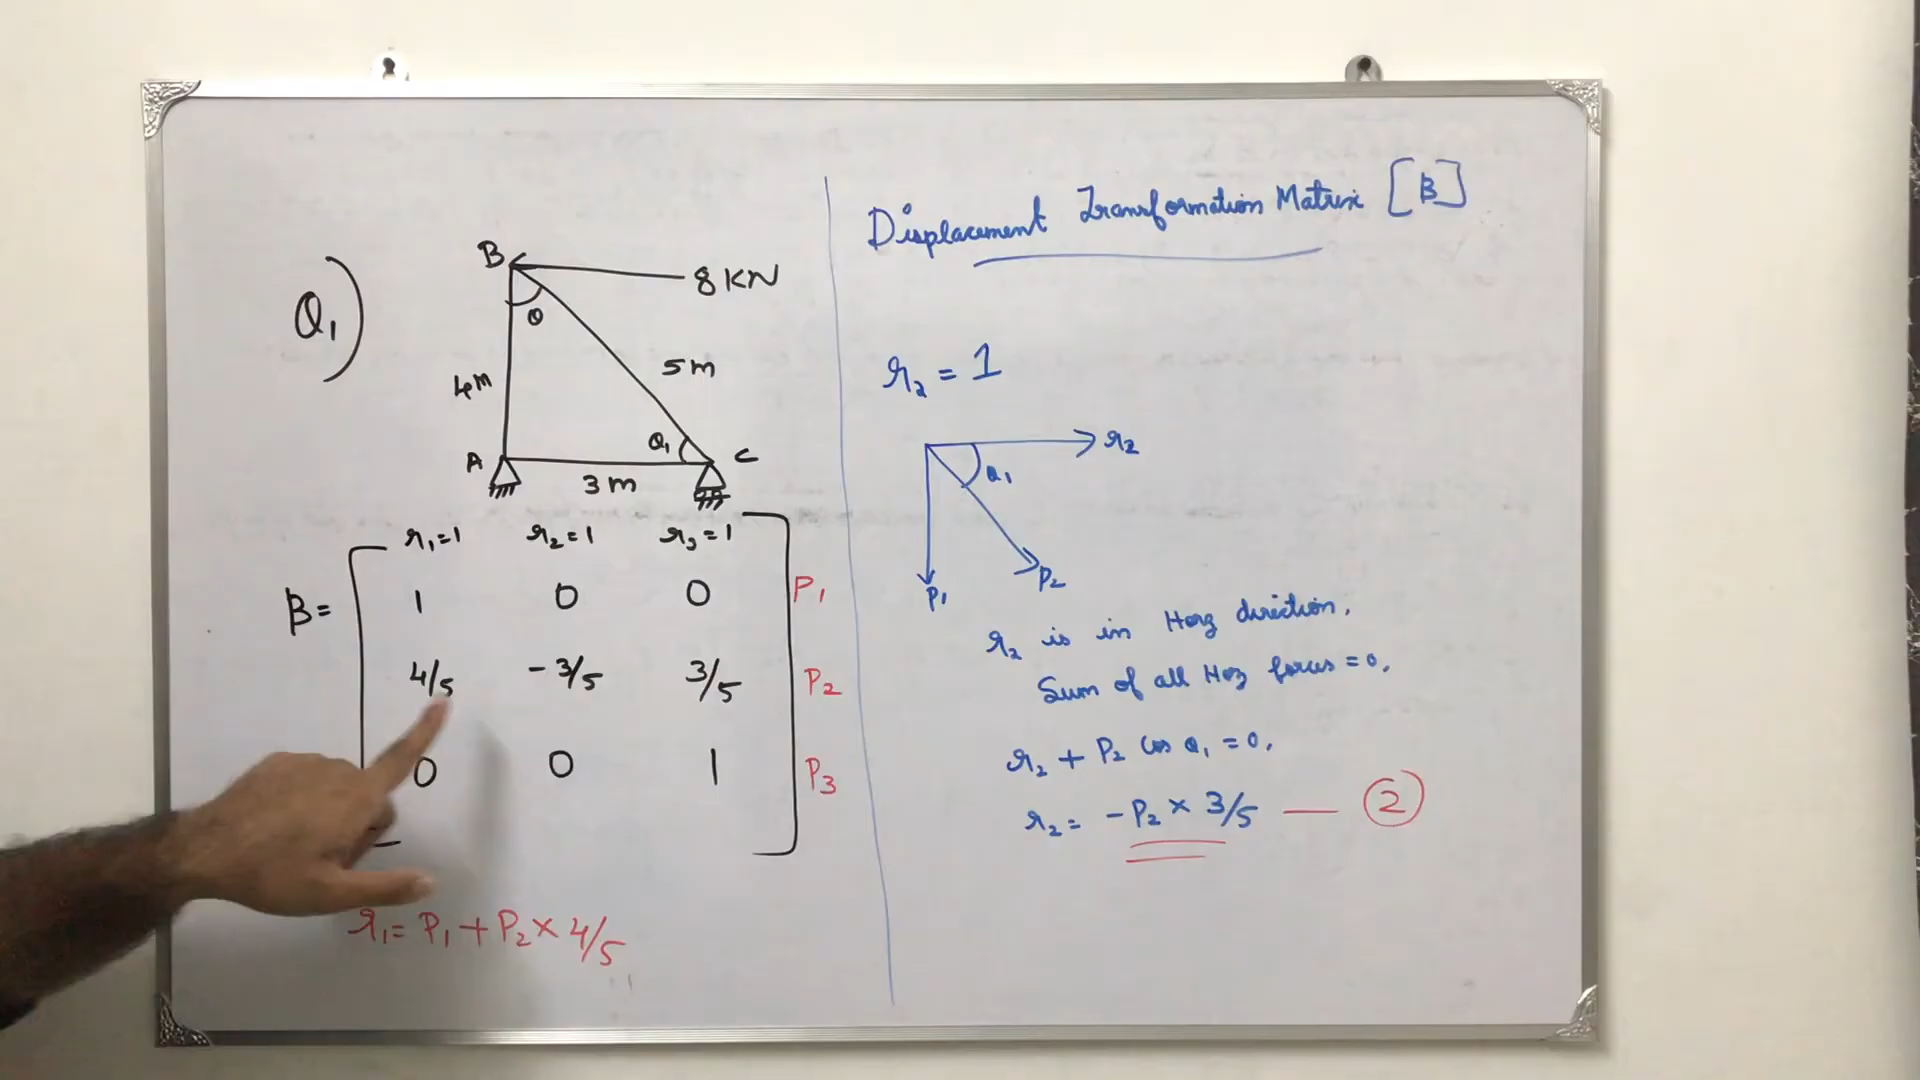 Q1)
B
8 KN
θ
4m
5m
θ1
A
C
3m
r1=1 r2=1 r3=1
B=
1 0 0 P1
4/5 -3/5 3/5 P2
0 0 1 P3
r1= P1 + P2 × 4/5
Displacement Transformation Matrix [B]
r2 = 1
r2
θ1
P1
P2
r2 is in Horz direction.
Sum of all Hoz forces = 0,
r2 + P2 cos θ1 = 0,
r2 = - P2 × 3/5 — 2